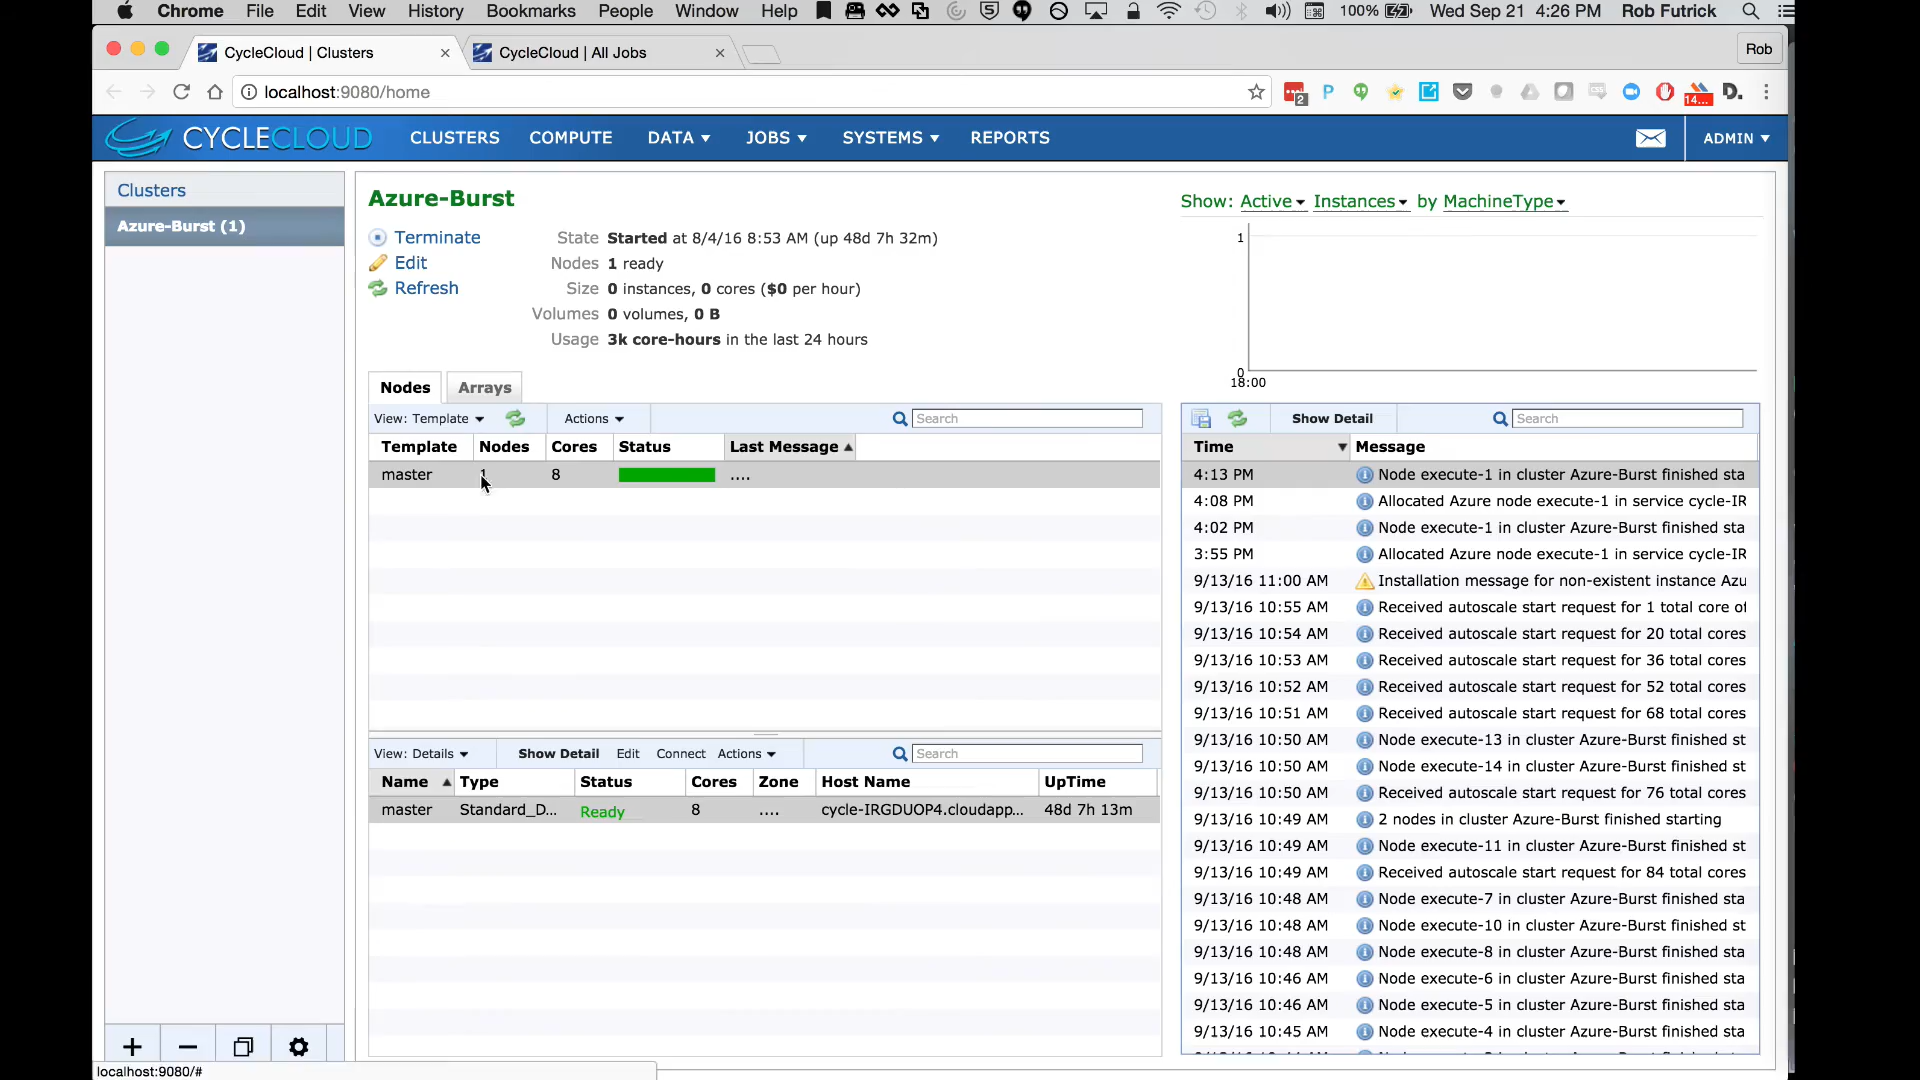 Chrome File Edit View History Bookmarks People Window Help 100% Wed Sep 21 4:26 PM Rob Futrick
CycleCloud | Clusters
CycleCloud | All Jobs
Rob
localhost:9080/home
2
P
14...
D.
CYCLECLOUD
CLUSTERS COMPUTE DATA JOBS SYSTEMS REPORTS ADMIN
Clusters
Azure-Burst (1)
Azure-Burst
Terminate
Edit
Refresh
State Started at 8/4/16 8:53 AM (up 48d 7h 32m)
Nodes 1 ready
Size 0 instances, 0 cores ($0 per hour)
Volumes 0 volumes, 0 B
Usage 3k core-hours in the last 24 hours
Show: Active Instances by MachineType
1
0
18:00
Nodes Arrays
View: Template Actions Search
Template Nodes Cores Status Last Message
master 1 8 ....
View: Details Show Detail Edit Connect Actions Search
Name Type Status Cores Zone Host Name UpTime
master Standard_D... Ready 8 .... cycle-IRGDUOP4.cloudapp... 48d 7h 13m
Show Detail Search
Time Message
4:13 PM Node execute-1 in cluster Azure-Burst finished sta
4:08 PM Allocated Azure node execute-1 in service cycle-IR
4:02 PM Node execute-1 in cluster Azure-Burst finished sta
3:55 PM Allocated Azure node execute-1 in service cycle-IR
9/13/16 11:00 AM Installation message for non-existent instance Azu
9/13/16 10:55 AM Received autoscale start request for 1 total core of
9/13/16 10:54 AM Received autoscale start request for 20 total cores
9/13/16 10:53 AM Received autoscale start request for 36 total cores
9/13/16 10:52 AM Received autoscale start request for 52 total cores
9/13/16 10:51 AM Received autoscale start request for 68 total cores
9/13/16 10:50 AM Node execute-13 in cluster Azure-Burst finished st
9/13/16 10:50 AM Node execute-14 in cluster Azure-Burst finished st
9/13/16 10:50 AM Received autoscale start request for 76 total cores
9/13/16 10:49 AM 2 nodes in cluster Azure-Burst finished starting
9/13/16 10:49 AM Node execute-11 in cluster Azure-Burst finished st
9/13/16 10:49 AM Received autoscale start request for 84 total cores
9/13/16 10:48 AM Node execute-7 in cluster Azure-Burst finished sta
9/13/16 10:48 AM Node execute-10 in cluster Azure-Burst finished st
9/13/16 10:48 AM Node execute-8 in cluster Azure-Burst finished sta
9/13/16 10:46 AM Node execute-6 in cluster Azure-Burst finished sta
9/13/16 10:46 AM Node execute-5 in cluster Azure-Burst finished sta
9/13/16 10:45 AM Node execute-4 in cluster Azure-Burst finished sta
localhost:9080/#